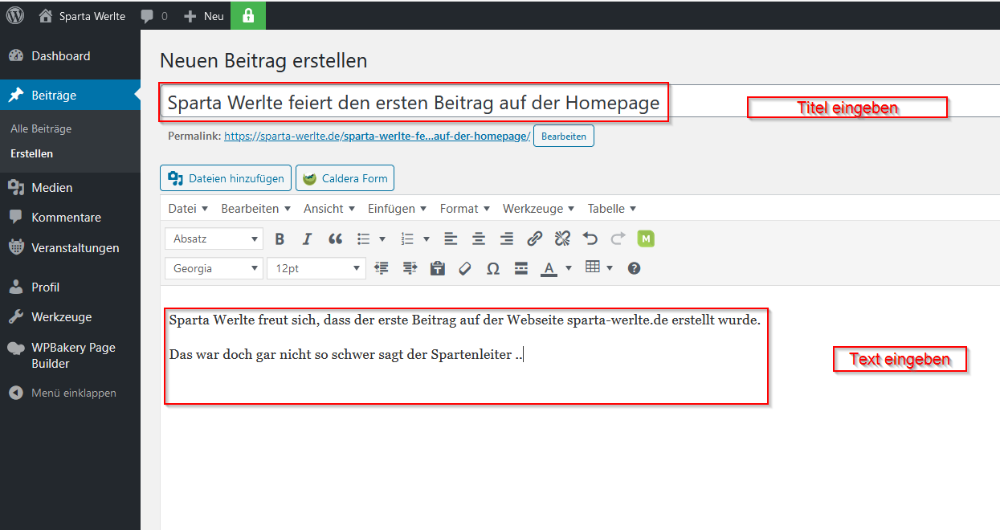 Sparta Werlte 0 Neu
Dashboard
Beiträge
Alle Beiträge
Erstellen
Medien
Kommentare
Veranstaltungen
Profil
Werkzeuge
WPBakery Page
Builder
Menü einklappen
Neuen Beitrag erstellen
Sparta Werlte feiert den ersten Beitrag auf der Homepage
Titel eingeben
Permalink: https://sparta-werlte.de/sparta-werlte-fe...auf-der-homepage/ Bearbeiten
Dateien hinzufügen Caldera Form
Datei Bearbeiten Ansicht Einfügen Format Werkzeuge Tabelle
Absatz B I M
Georgia 12pt Ω A ?
Sparta Werlte freut sich, dass der erste Beitrag auf der Webseite sparta-werlte.de erstellt wurde.
Das war doch gar nicht so schwer sagt der Spartenleiter ..
Text eingeben